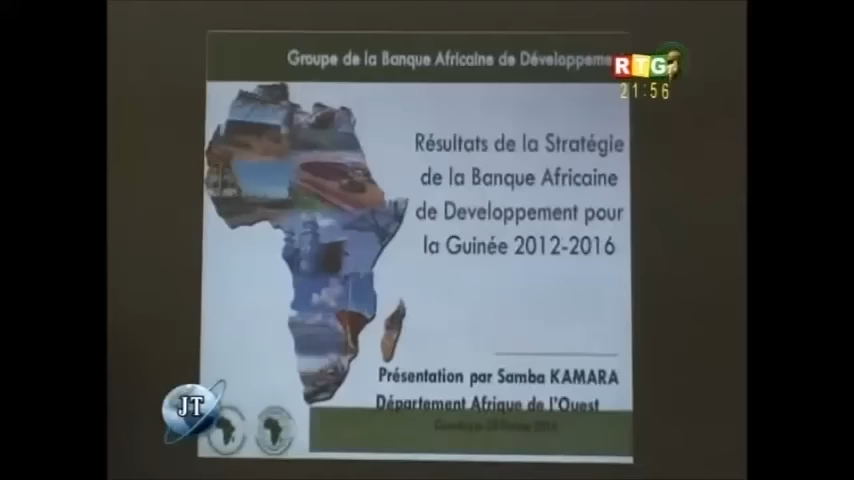 Groupe de la Banque Africaine de Développeme
RTG
21:56
Résultats de la Stratégie
de la Banque Africaine
de Developpement pour
la Guinée 2012-2016
Présentation par Samba KAMARA
Département Afrique de l'Ouest
JT